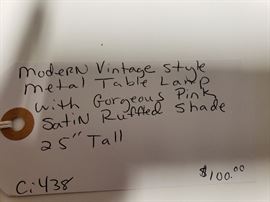 Modern Vintage Style
Metal Table Lamp
with Gorgeous Pink
Satin Ruffled Shade
25" Tall
$100.00
Ci438